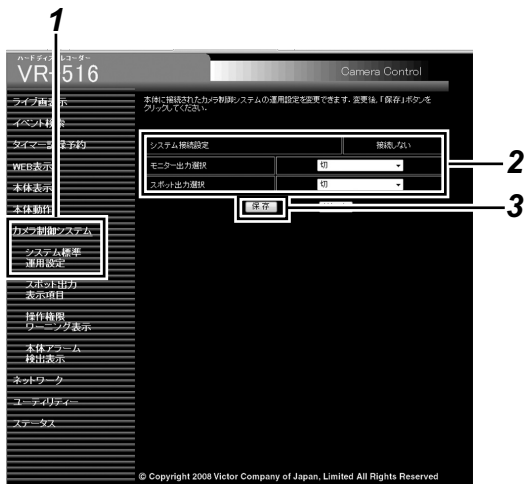 1
ハードディスクレコーダー
VR-516
Camera Control
ライブ画
本体に接続されたカメラ制御システムの運用設定を変更できます。変更後、「保存」ボタンを
クリックしてください。
イベント検
タイマー 録予約
WEB表示
本体表示
本体動作
カメラ制御システム
システム標準
運用設定
スポット出力
表示項目
操作権限
ワーニング表示
本体アラーム
検出表示
ネットワーク
ユーティリティー
ステータス
システム接続設定 接続しない
モニター出力選択 切
スポット出力選択 切
2
保存
3
© Copyright 2008 Victor Company of Japan, Limited All Rights Reserved